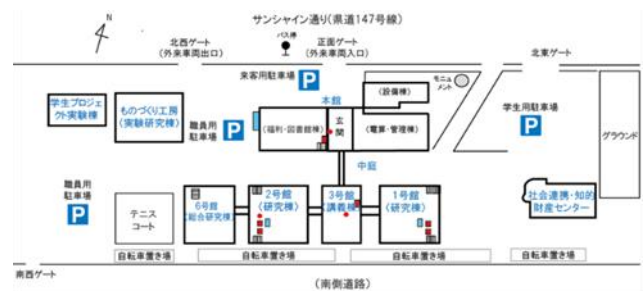 サンシャイン通り(県道147号線)
N
北西ゲート
(外来車両出口)
バス停
正面ゲート
(外来車両入口)
北東ゲート
来客用駐車場
P
モニュ
メント
(設備棟)
本館
学生プロジェ
クト実験棟
ものづくり工房
(実験研究棟)
職員用
駐車場
P
(福利・図書館棟)
玄
関
(電算・管理棟)
学生用駐車場
P
グラウンド
中庭
職員用
駐車場
P
テニス
コート
6号館
(総合研究棟)
2号館
(研究棟)
3号館
(講義棟)
1号館
(研究棟)
社会連携・知的
財産センター
自転車置き場
自転車置き場
自転車置き場
自転車置き場
南西ゲート
(南側道路)